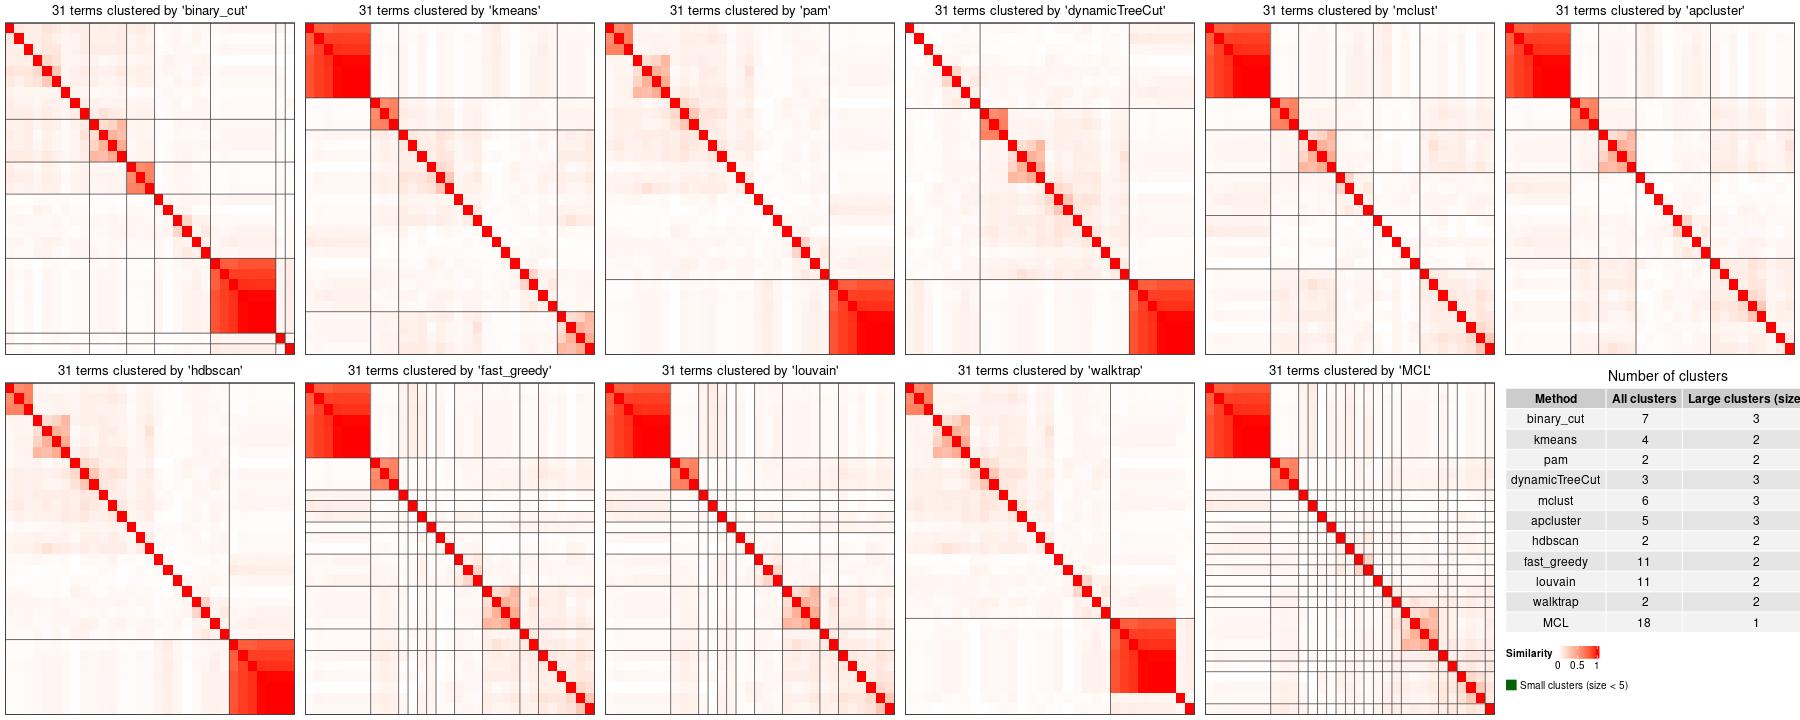 31 terms clustered by 'binary_cut'
31 terms clustered by 'kmeans'
31 terms clustered by 'pam'
31 terms clustered by 'dynamicTreeCut'
31 terms clustered by 'mclust'
31 terms clustered by 'apcluster'
31 terms clustered by 'hdbscan'
31 terms clustered by 'fast_greedy'
31 terms clustered by 'louvain'
31 terms clustered by 'walktrap'
31 terms clustered by 'MCL'
Number of clusters
Method All clusters Large clusters (size
binary_cut 7 3
kmeans 4 2
pam 2 2
dynamicTreeCut 3 3
mclust 6 3
apcluster 5 3
hdbscan 2 2
fast_greedy 11 2
louvain 11 2
walktrap 2 2
MCL 18 1
Similarity
0 0.5 1
Small clusters (size < 5)